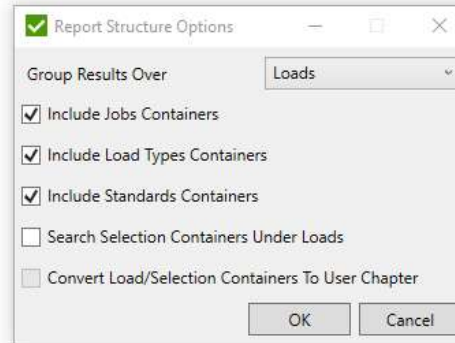 Report Structure Options
Group Results Over Loads
Include Jobs Containers
Include Load Types Containers
Include Standards Containers
Search Selection Containers Under Loads
Convert Load/Selection Containers To User Chapter
OK Cancel